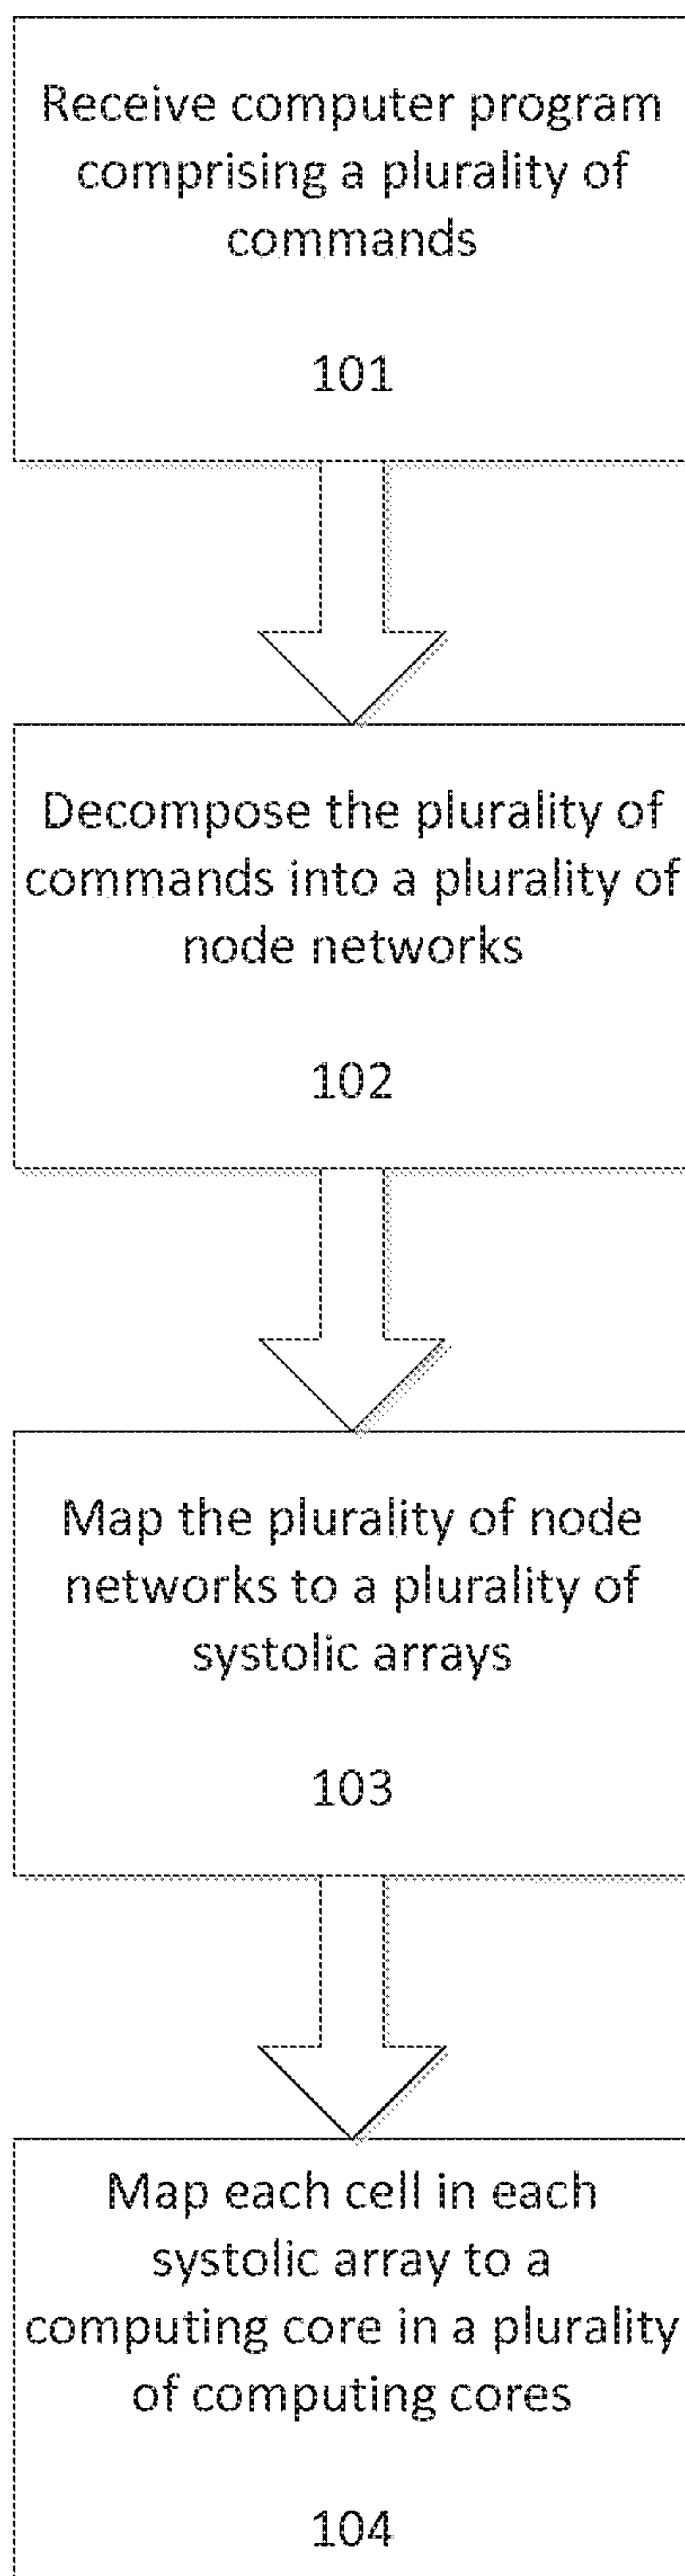 Receive computer program
comprising a plurality of
commands
101
Decompose the plurality of
commands into a plurality of
node networks
102
Map the plurality of node
networks to a plurality of
systolic arrays
103
Map each cell in each
systolic array to a
computing core in a plurality
of computing cores
104